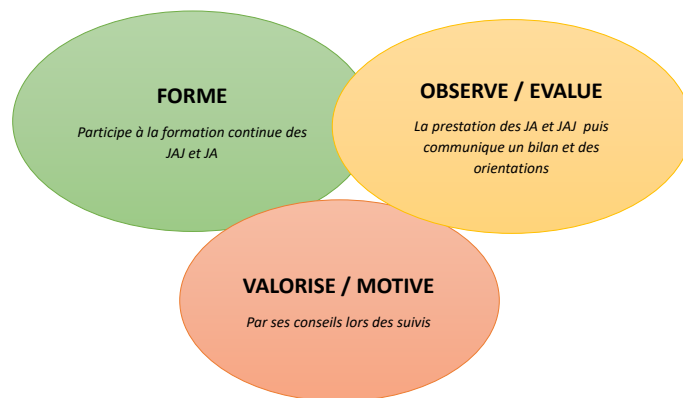 FORME
Participe à la formation continue des
JAJ et JA
OBSERVE / EVALUE
La prestation des JA et JAJ puis
communique un bilan et des
orientations
VALORISE / MOTIVE
Par ses conseils lors des suivis